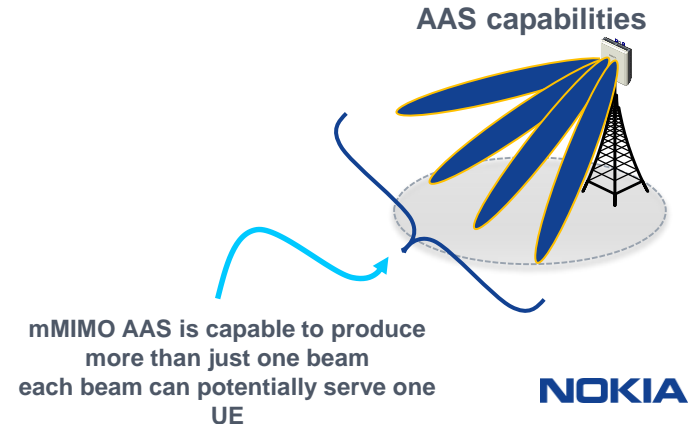 AAS capabilities
mMIMO AAS is capable to produce
more than just one beam
each beam can potentially serve one
UE
NOKIA